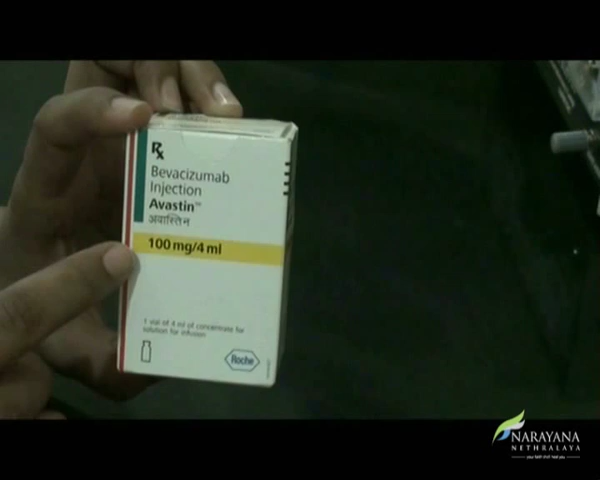 Rx
Bevacizumab
Injection
Avastin™
अवास्तिन
100 mg/4 ml
1 vial of 4 ml of concentrate for
solution for infusion
Roche
NARAYANA
NETHRALAYA